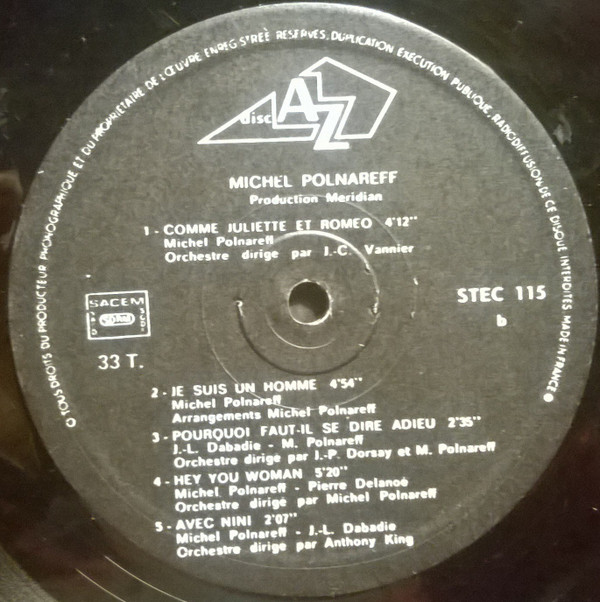 © TOUS DROITS DU PRODUCTEUR PHONOGRAPHIQUE ET DU PROPRIETAIRE DE L'ŒUVRE ENREGISTREE RESERVES, DUPLICATION EXECUTION PUBLIQUE, RADIODIFFUSION DE CE DISQUE INTERDITES. MADE IN FRANCE
disc AZ
MICHEL POLNAREFF
Production Meridian
1 - COMME JULIETTE ET ROMEO 4'12"
Michel Polnareff
Orchestre dirige par J.-C. Vannier
SACEM
STEC 115
b
33 T.
2 - JE SUIS UN HOMME 4'54"
Michel Polnareff
Arrangements Michel Polnareff
3 - POURQUOI FAUT-IL SE DIRE ADIEU 2'35"
J.-L. Dabadie - M. Polnareff
Orchestre dirige par J.-P. Dorsay et M. Polnareff
4 - HEY YOU WOMAN 5'20"
Michel Polnareff - Pierre Delanoé
Orchestre dirigé par Michel Polnareff
5 - AVEC NINI 2'07"
Michel Polnareff - J.-L. Dabadie
Orchestre dirigé par Anthony King